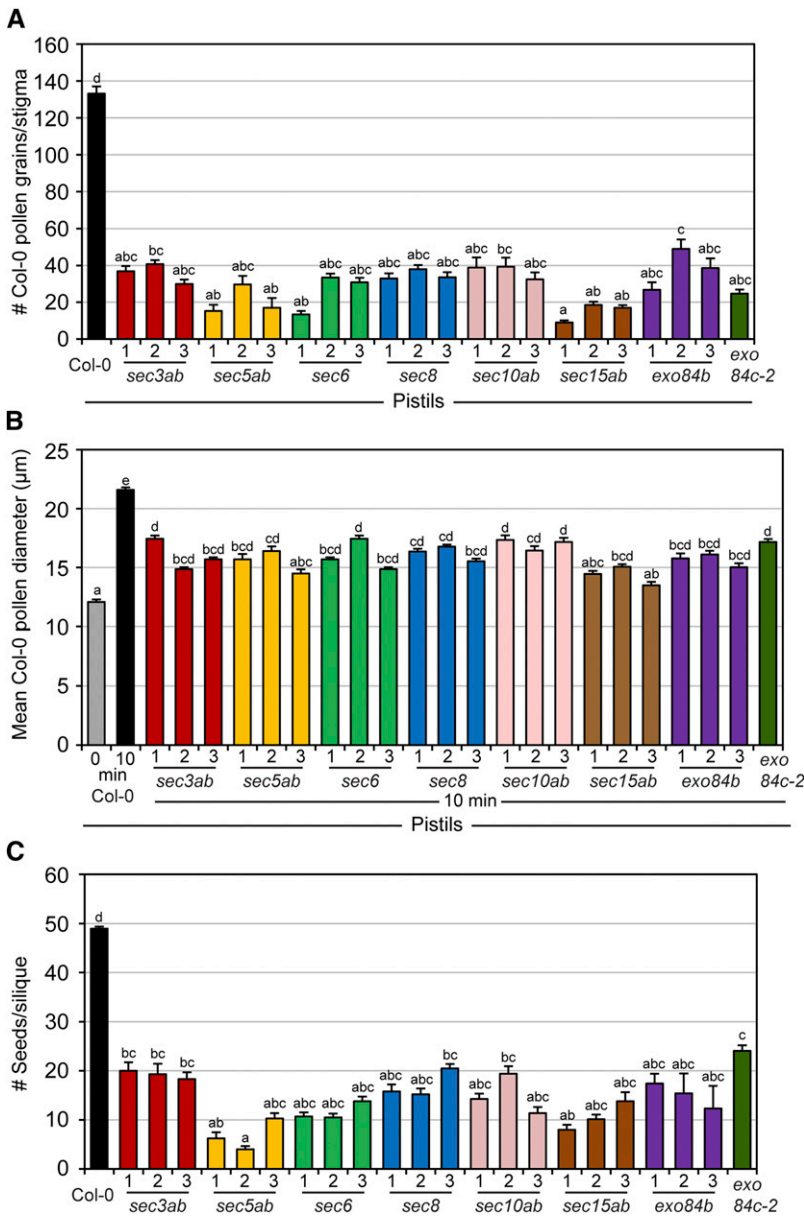 A
# Col-0 pollen grains/stigma
160
140
120
100
80
60
40
20
0
d
abc bc abc
ab abc ab
ab abc abc
abc abc abc
abc bc abc
a ab ab
abc c abc
abc
Col-0
1 2 3 1 2 3 1 2 3 1 2 3 1 2 3 1 2 3 1 2 3
sec3ab sec5ab sec6 sec8 sec10ab sec15ab exo84b exo
84c-2
Pistils
B
Mean Col-0 pollen diameter (µm)
25
20
15
10
5
0
a e
d bcd bcd
bcd cd abc
bcd d bcd
cd cd bcd
d cd d
abc bcd ab
bcd bcd bcd
d
0 10
min
Col-0
1 2 3 1 2 3 1 2 3 1 2 3 1 2 3 1 2 3 1 2 3
sec3ab sec5ab sec6 sec8 sec10ab sec15ab exo84b exo
84c-2
10 min
Pistils
C
# Seeds/silique
60
50
40
30
20
10
0
d
bc bc bc
ab a abc
abc abc abc
abc abc bc
abc bc abc
ab abc abc
abc abc abc
c
Col-0
1 2 3 1 2 3 1 2 3 1 2 3 1 2 3 1 2 3 1 2 3
sec3ab sec5ab sec6 sec8 sec10ab sec15ab exo84b exo
84c-2